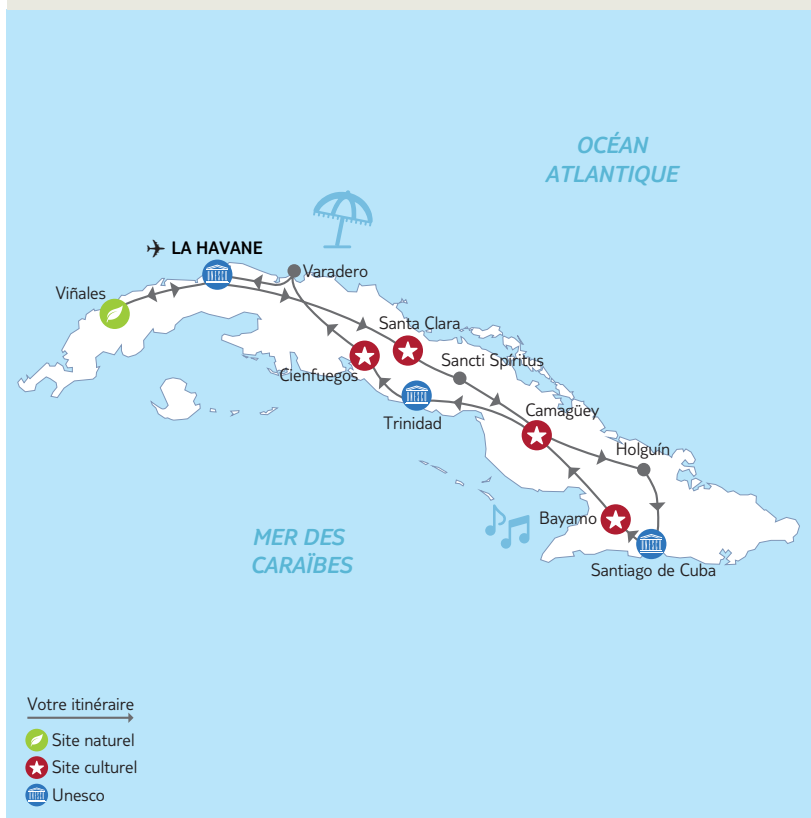 OCÉAN
ATLANTIQUE
LA HAVANE
Varadero
Viñales
Santa Clara
Sancti Spíritus
Cienfuegos
Camagüey
Trinidad
Holguín
Bayamo
MER DES
CARAÏBES
Santiago de Cuba
Votre itinéraire
Site naturel
Site culturel
Unesco